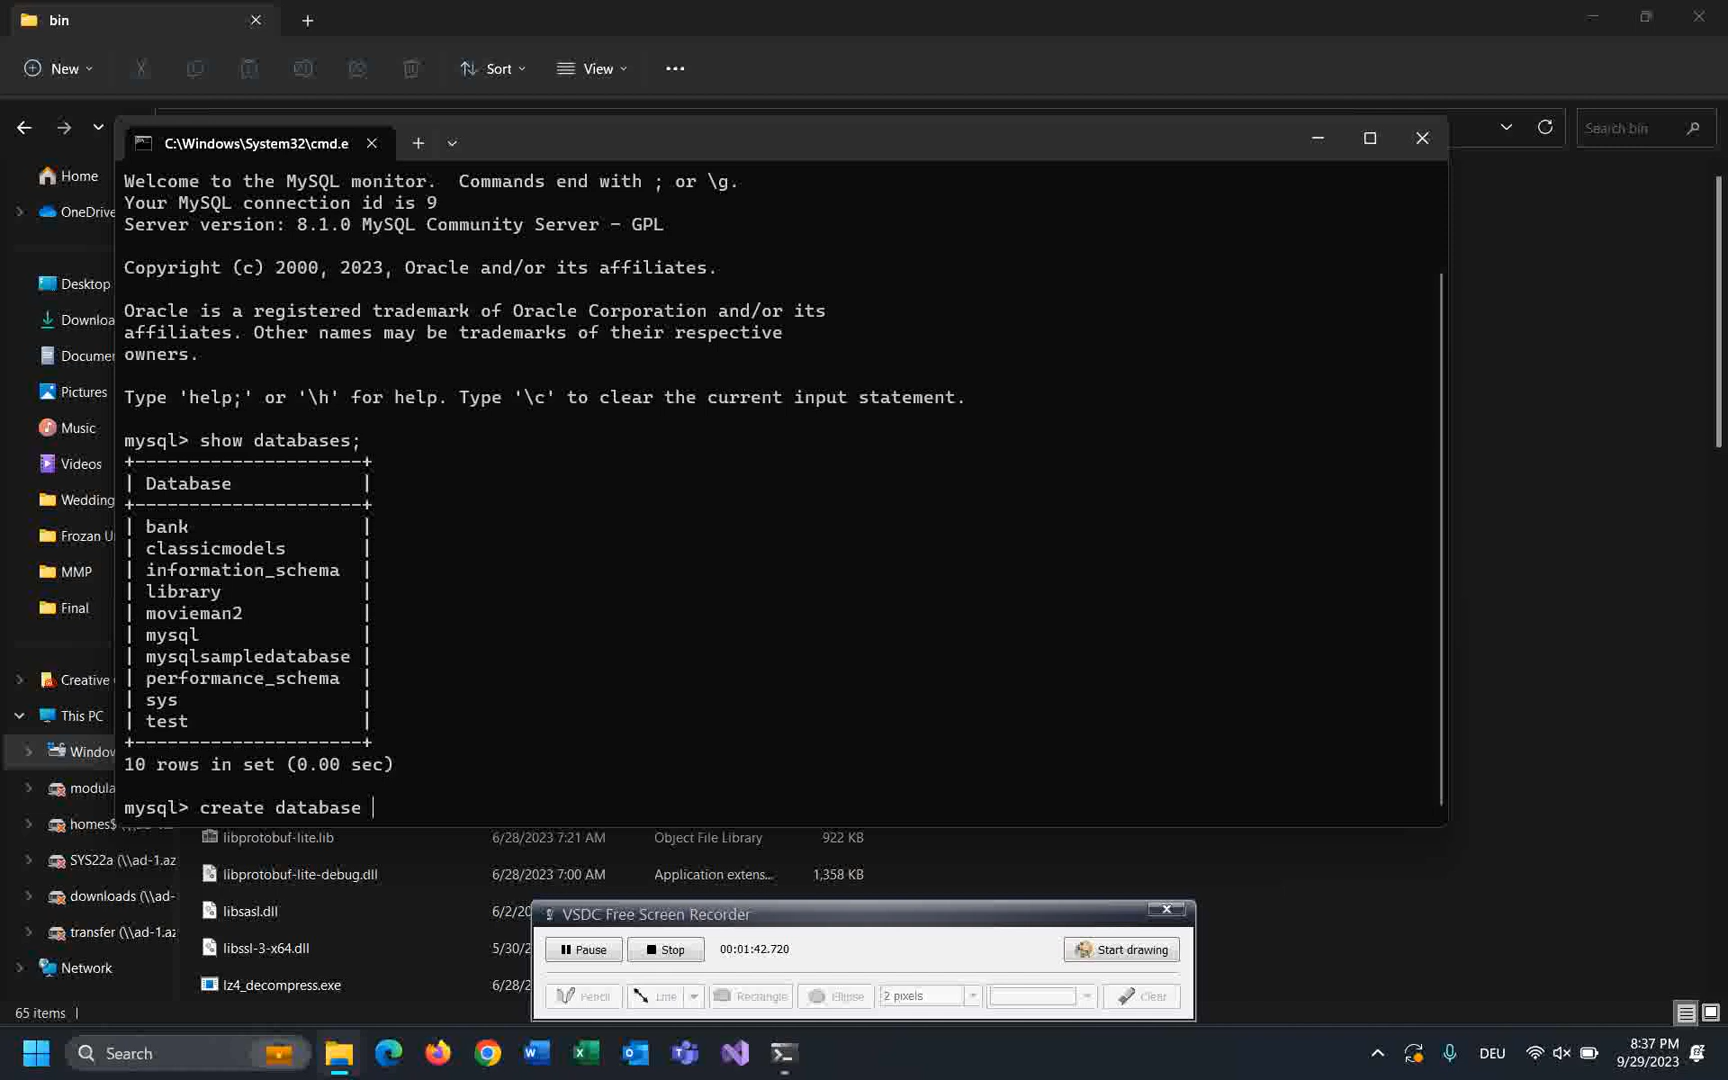 bin
New
Sort
View
Search bin
C:\Windows\System32\cmd.e
Home
OneDrive
Desktop
Downloa
Documer
Pictures
Music
Videos
Wedding
Frozan U
MMP
Final
Creative
This PC
Window
modula
homes$
SYS22a (\\ad-1.az
downloads (\\ad-
transfer (\\ad-1.az
Network
Welcome to the MySQL monitor.  Commands end with ; or \g.
Your MySQL connection id is 9
Server version: 8.1.0 MySQL Community Server - GPL
Copyright (c) 2000, 2023, Oracle and/or its affiliates.
Oracle is a registered trademark of Oracle Corporation and/or its
affiliates. Other names may be trademarks of their respective
owners.
Type 'help;' or '\h' for help. Type '\c' to clear the current input statement.
mysql> show databases;
+--------------------+
| Database           |
+--------------------+
| bank               |
| classicmodels      |
| information_schema |
| library            |
| movieman2          |
| mysql              |
| mysqlsampledatabase |
| performance_schema |
| sys                |
| test               |
+--------------------+
10 rows in set (0.00 sec)
mysql> create database
libprotobuf-lite.lib 6/28/2023 7:21 AM Object File Library 922 KB
libprotobuf-lite-debug.dll 6/28/2023 7:00 AM Application extens... 1,358 KB
libsasl.dll 6/2/20
libssl-3-x64.dll 5/30/
lz4_decompress.exe 6/28/2
VSDC Free Screen Recorder
Pause Stop 00:01:42.720 Start drawing
Pencil Line Rectangle Ellipse 2 pixels Clear
65 items
Search
DEU
8:37 PM
9/29/2023